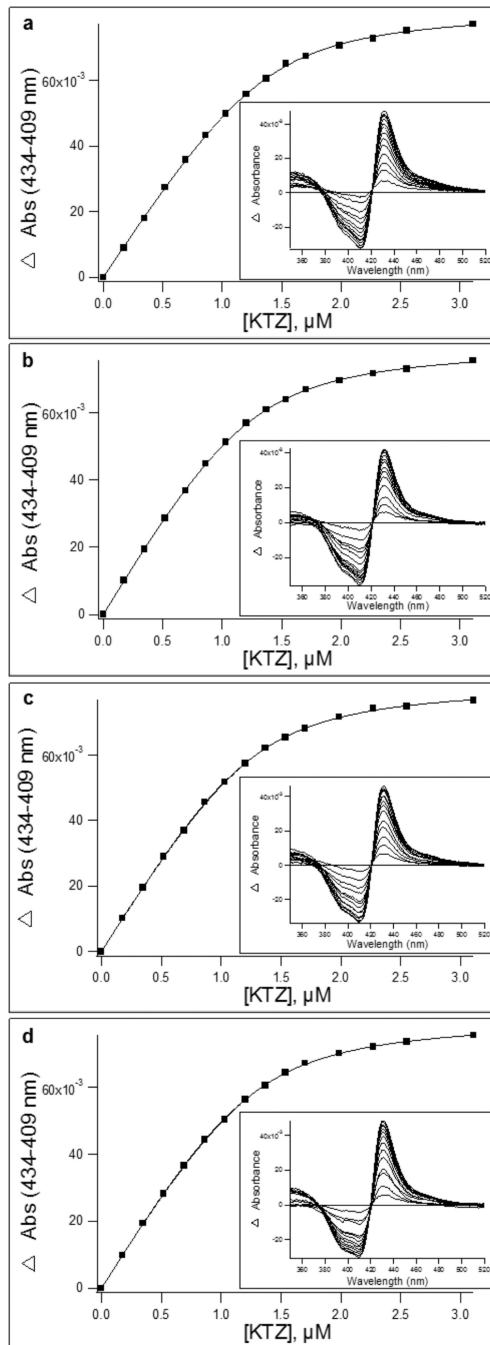 a
60x10⁻³
40
20
0
Δ Abs (434-409 nm)
0.0 0.5 1.0 1.5 2.0 2.5 3.0
[KTZ], µM
40x10⁻³
20
0
-20
Δ Absorbance
360 380 400 420 440 460 480 500 520
Wavelength (nm)
b
60x10⁻³
40
20
0
Δ Abs (434-409 nm)
0.0 0.5 1.0 1.5 2.0 2.5 3.0
[KTZ], µM
40x10⁻³
20
0
-20
Δ Absorbance
360 380 400 420 440 460 480 500 520
Wavelength (nm)
c
60x10⁻³
40
20
0
Δ Abs (434-409 nm)
0.0 0.5 1.0 1.5 2.0 2.5 3.0
[KTZ], µM
40x10⁻³
20
0
-20
Δ Absorbance
360 380 400 420 440 460 480 500 520
Wavelength (nm)
d
60x10⁻³
40
20
0
Δ Abs (434-409 nm)
0.0 0.5 1.0 1.5 2.0 2.5 3.0
[KTZ], µM
40x10⁻³
20
0
-20
Δ Absorbance
360 380 400 420 440 460 480 500 520
Wavelength (nm)